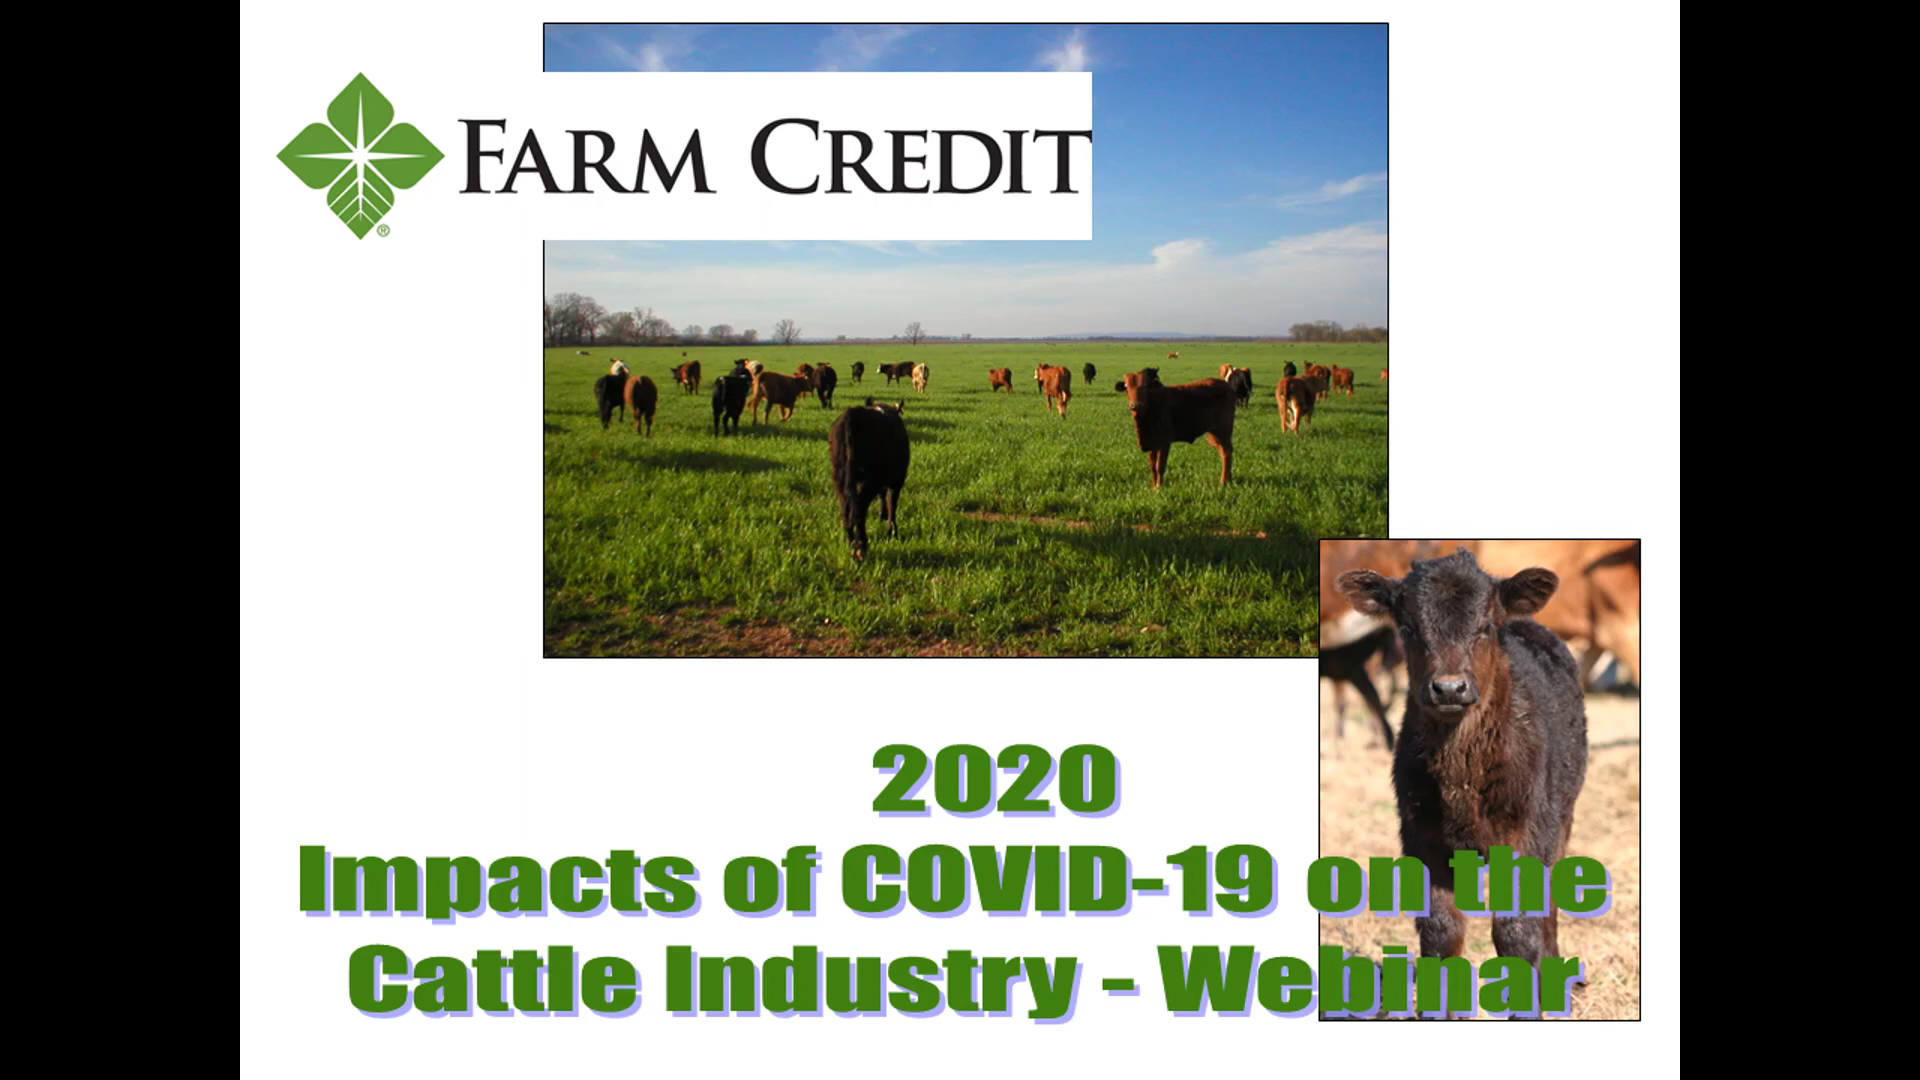 FARM CREDIT
®
2020
Impacts of COVID-19 on the
Cattle Industry - Webinar